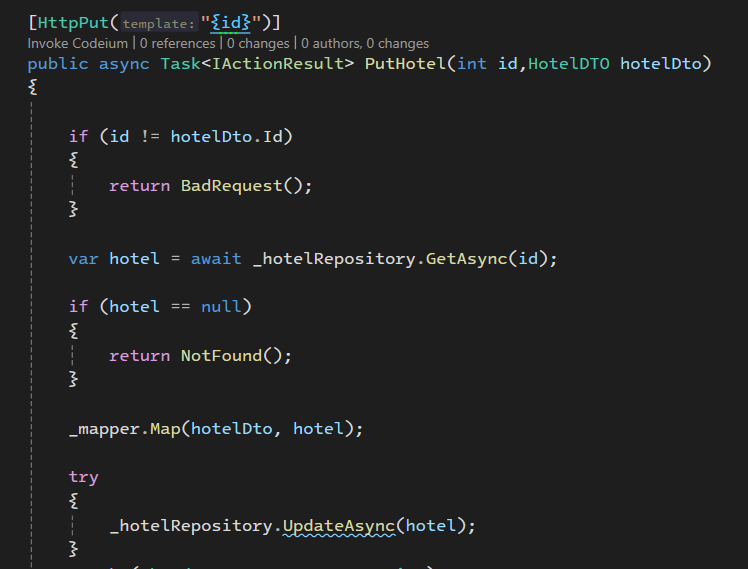 [HttpPut(template:"{id}")]
Invoke Codeium | 0 references | 0 changes | 0 authors, 0 changes
public async Task<IActionResult> PutHotel(int id,HotelDTO hotelDto)
{
if (id != hotelDto.Id)
{
return BadRequest();
}
var hotel = await _hotelRepository.GetAsync(id);
if (hotel == null)
{
return NotFound();
}
_mapper.Map(hotelDto, hotel);
try
{
_hotelRepository.UpdateAsync(hotel);
}